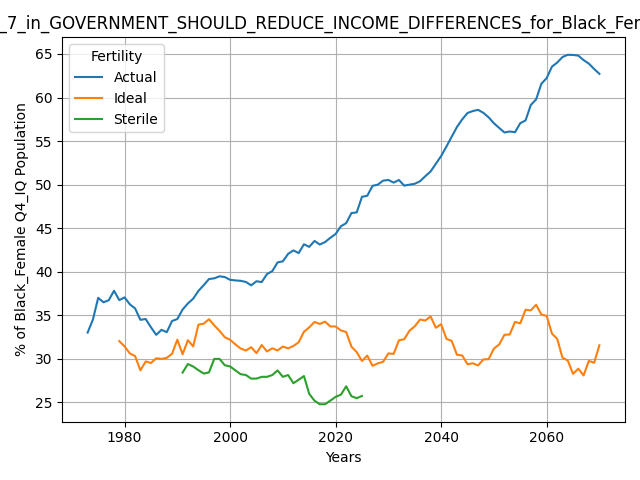 _7_in_GOVERNMENT_SHOULD_REDUCE_INCOME_DIFFERENCES_for_Black_Fem
Fertility
Actual
Ideal
Sterile
% of Black_Female Q4_IQ Population
65
60
55
50
45
40
35
30
25
1980
2000
2020
2040
2060
Years